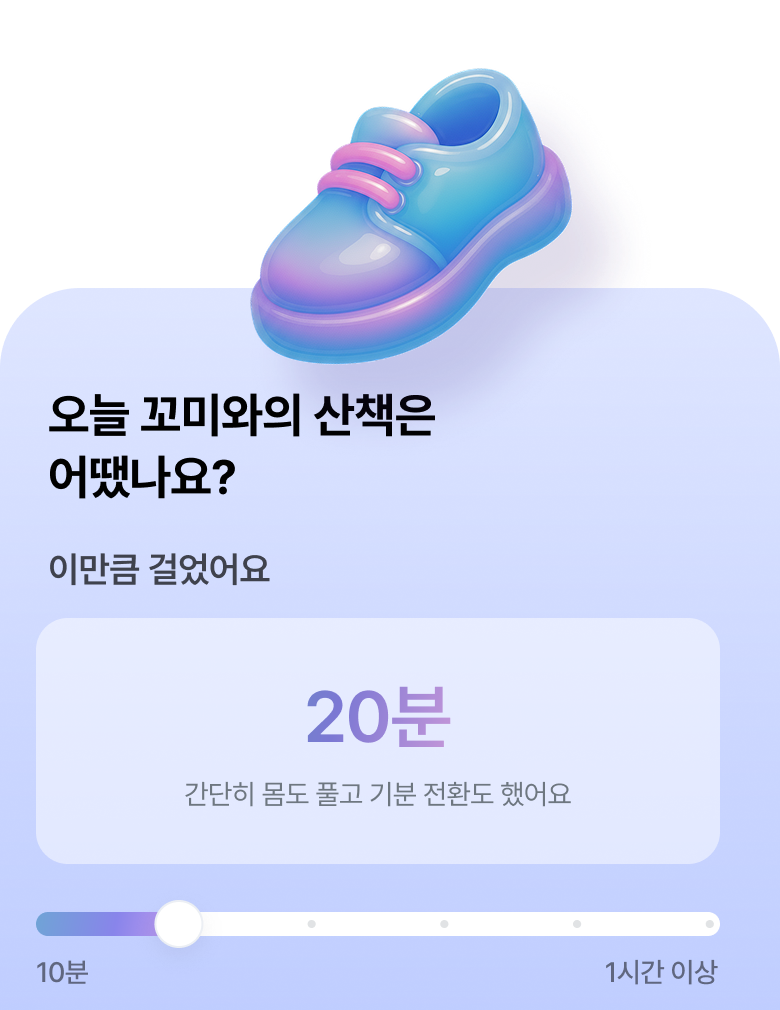 오늘 꼬미와의 산책은
어땠나요?
이만큼 걸었어요
20분
간단히 몸도 풀고 기분 전환도 했어요
10분
1시간 이상